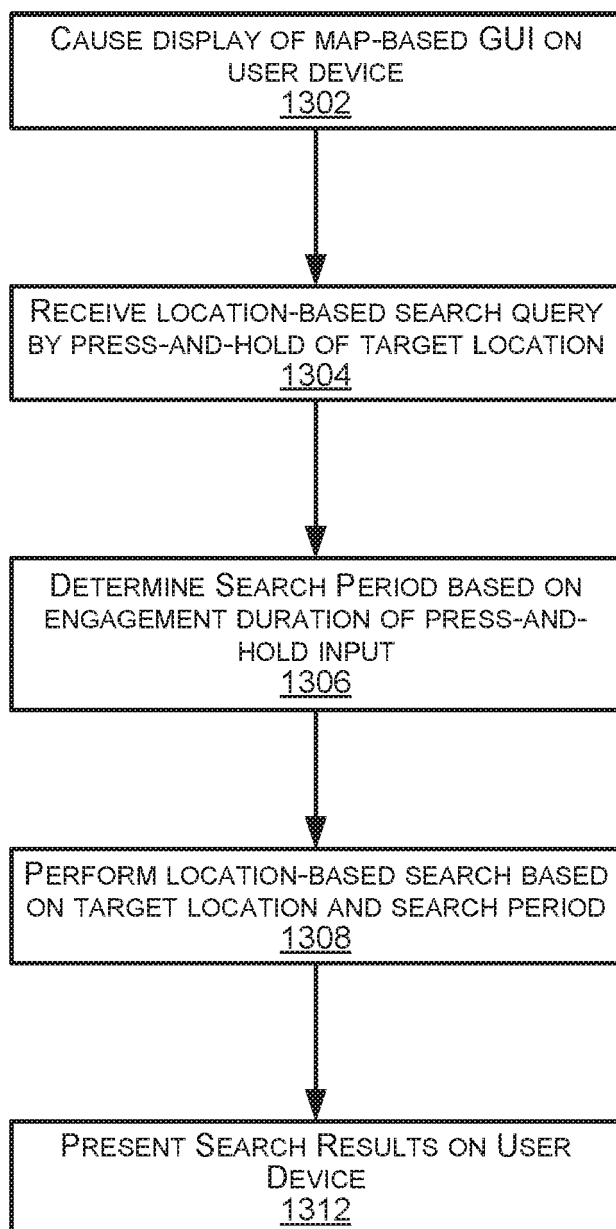 CAUSE DISPLAY OF MAP-BASED GUI ON
USER DEVICE
1302
RECEIVE LOCATION-BASED SEARCH QUERY
BY PRESS-AND-HOLD OF TARGET LOCATION
1304
DETERMINE SEARCH PERIOD BASED ON
ENGAGEMENT DURATION OF PRESS-AND-
HOLD INPUT
1306
PERFORM LOCATION-BASED SEARCH BASED
ON TARGET LOCATION AND SEARCH PERIOD
1308
PRESENT SEARCH RESULTS ON USER
DEVICE
1312